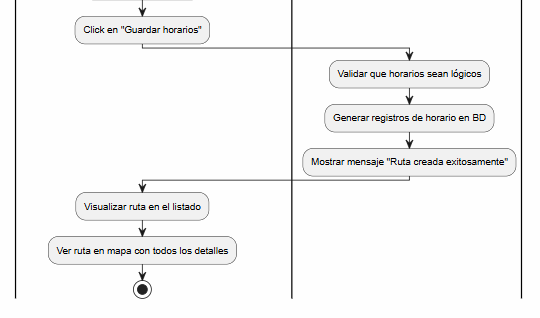 Click en "Guardar horarios"
Validar que horarios sean lógicos
Generar registros de horario en BD
Mostrar mensaje "Ruta creada exitosamente"
Visualizar ruta en el listado
Ver ruta en mapa con todos los detalles